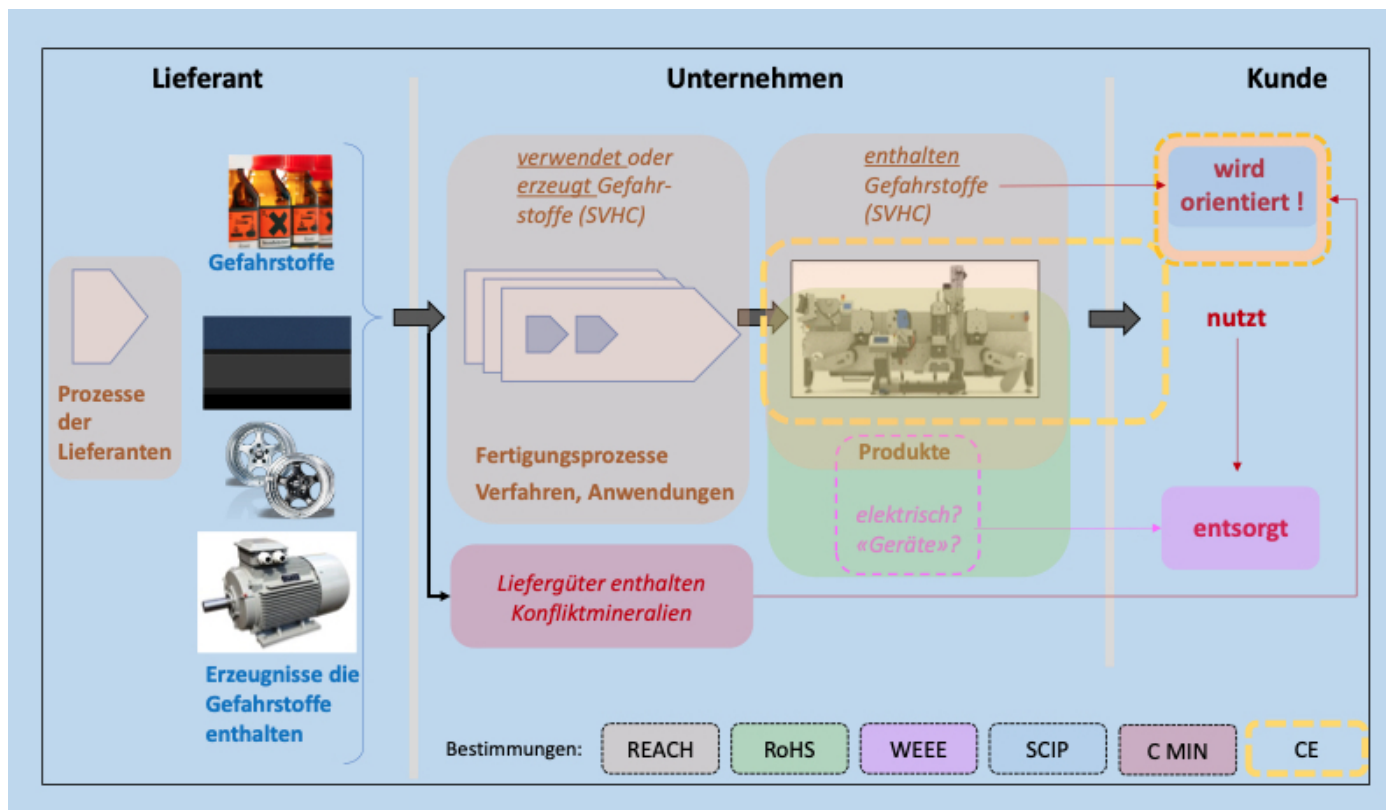 Lieferant
Unternehmen
Kunde
Gefahrstoffe
Prozesse
der
Lieferanten
Erzeugnisse die
Gefahrstoffe
enthalten
verwendet oder
erzeugt Gefahr-
stoffe (SVHC)
Fertigungsprozesse
Verfahren, Anwendungen
Liefergüter enthalten
Konfliktmineralien
enthalten
Gefahrstoffe
(SVHC)
Produkte
elektrisch?
«Geräte»?
wird
orientiert !
nutzt
entsorgt
Bestimmungen:
REACH
RoHS
WEEE
SCIP
C MIN
CE